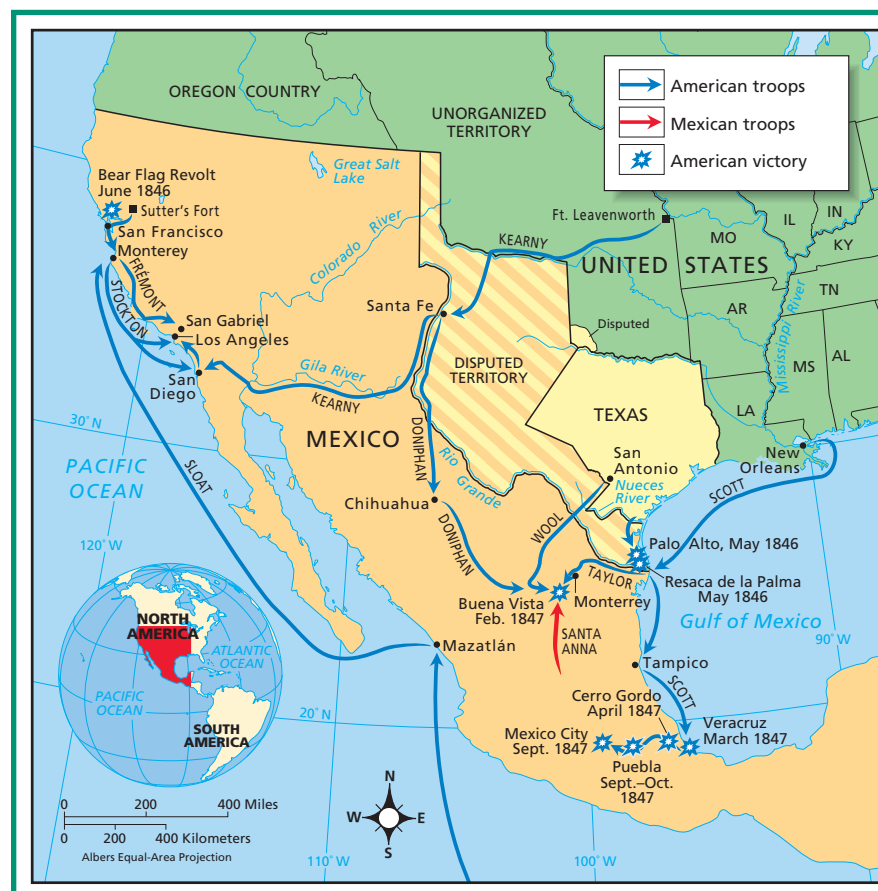 American troops
Mexican troops
American victory
OREGON COUNTRY
UNORGANIZED
TERRITORY
Great Salt
Lake
Bear Flag Revolt
June 1846
Sutter's Fort
San Francisco
Monterey
Colorado River
FRÉMONT
STOCKTON
San Gabriel
Los Angeles
San
Diego
Gila River
KEARNY
Santa Fe
KEARNY
Ft. Leavenworth
UNITED STATES
MO
IL
IN
KY
TN
AR
MS
AL
LA
Mississippi River
Disputed
DISPUTED
TERRITORY
TEXAS
San
Antonio
Nueces
River
New
Orleans
SCOTT
MEXICO
DONIPHAN
Rio Grande
Chihuahua
DONIPHAN
WOOL
TAYLOR
Palo Alto, May 1846
Resaca de la Palma
May 1846
Buena Vista
Feb. 1847
Monterrey
SANTA
ANNA
Gulf of Mexico
30°N
PACIFIC
OCEAN
SLOAT
120°W
90°W
Mazatlán
Tampico
SCOTT
Cerro Gordo
April 1847
Veracruz
March 1847
Mexico City
Sept. 1847
Puebla
Sept.–Oct.
1847
20°N
NORTH
AMERICA
ATLANTIC
OCEAN
PACIFIC
OCEAN
SOUTH
AMERICA
0 200 400 Miles
0 200 400 Kilometers
Albers Equal-Area Projection
N
W E
S
110°W
100°W